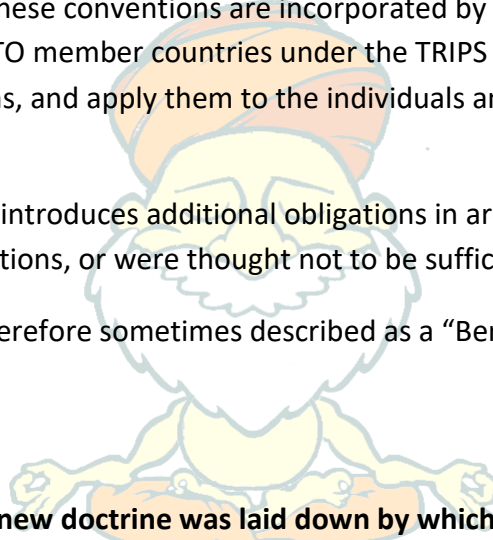 hese conventions are incorporated by
TO member countries under the TRIPS
s, and apply them to the individuals a
introduces additional obligations in ar
tions, or were thought not to be suffic
erefore sometimes described as a “Ber
new doctrine was laid down by which